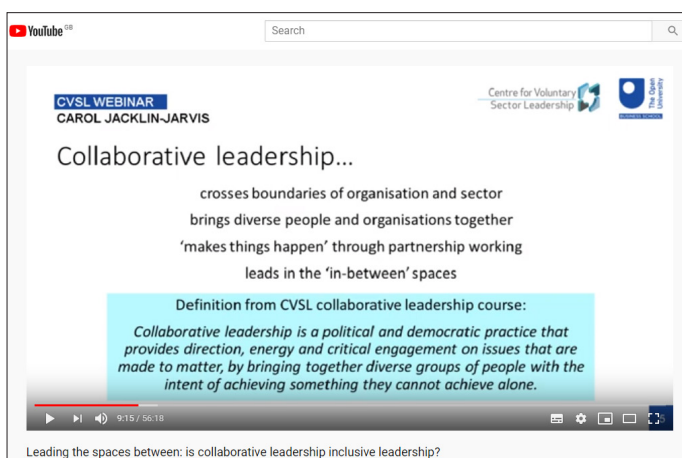 YouTube GB
Search
CVSL WEBINAR
CAROL JACKLIN-JARVIS
Centre for Voluntary
Sector Leadership
The Open
University
BUSINESS SCHOOL
Collaborative leadership...
crosses boundaries of organisation and sector
brings diverse people and organisations together
'makes things happen' through partnership working
leads in the 'in-between' spaces
Definition from CVSL collaborative leadership course:
Collaborative leadership is a political and democratic practice that
provides direction, energy and critical engagement on issues that are
made to matter, by bringing together diverse groups of people with the
intent of achieving something they cannot achieve alone.
9:15 / 56:18
Leading the spaces between: is collaborative leadership inclusive leadership?